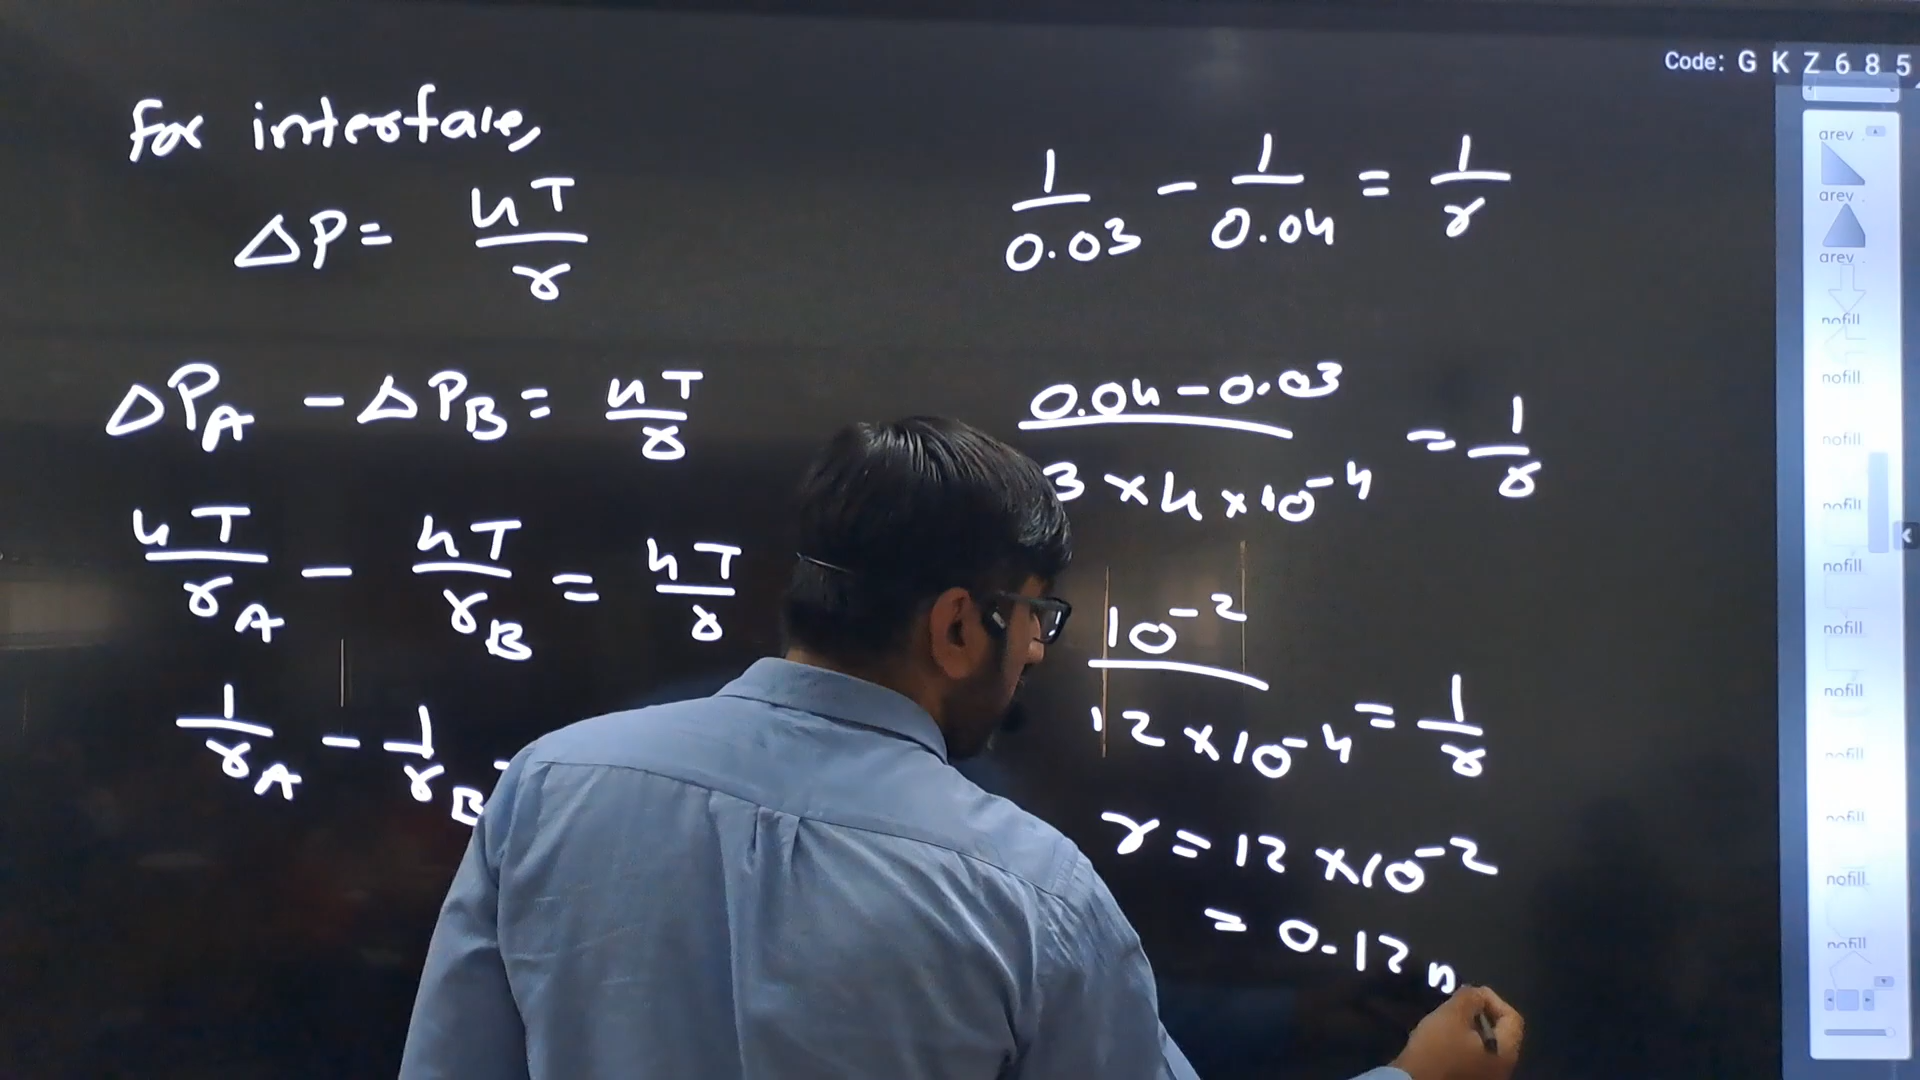 For interface,
ΔP = 4T/r
ΔP_A - ΔP_B = 4T/r
4T/r_A - 4T/r_B = 4T/r
1/r_A - 1/r_B
1/0.03 - 1/0.04 = 1/r
0.04 - 0.03 / 3 × 4 × 10^-4 = 1/r
10^-2 / 12 × 10^-4 = 1/r
r = 12 × 10^-2
= 0.12 m
Code: G K Z 6 8 5
arev
arev
arev
nofill
nofill
nofill
nofill
nofill
nofill
nofill
nofill
nofill
nofill
nofill